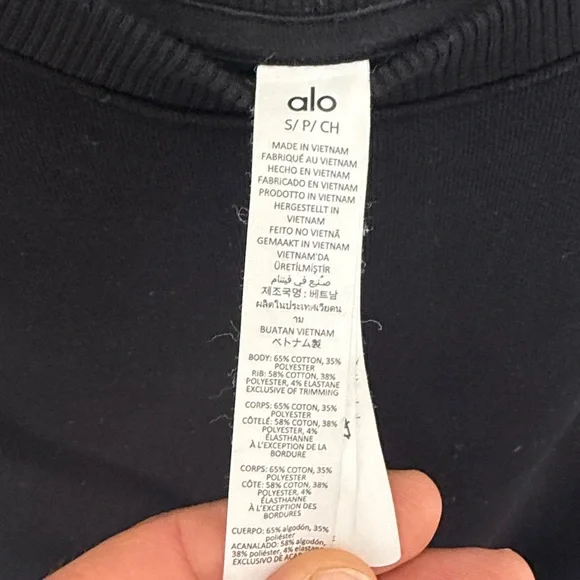 alo
S/ P/ CH
MADE IN VIETNAM
FABRIQUÉ AU VIETNAM
HECHO EN VIETNAM
FABRICADO EN VIETNAM
PRODOTTO IN VIETNAM
HERGESTELLT IN
VIETNAM
FEITO NO VIETNÃ
GEMAAKT IN VIETNAM
VIETNAM'DA
ÜRETİLMİŞTİR
صنع في فيتنام
제조국명 : 베트남
ผลิตในประเทศเวียดน
าม
BUATAN VIETNAM
ベトナム製
BODY: 65% COTTON, 35%
POLYESTER
RIB: 58% COTTON, 38%
POLYESTER, 4% ELASTANE
EXCLUSIVE OF TRIMMING
CORPS: 65% COTON, 35%
POLYESTER
CÔTELÉ: 58% COTON, 38%
POLYESTER, 4%
ÉLASTHANNE
À L'EXCEPTION DE LA
BORDURE
CORPS: 65% COTON, 35%
POLYESTER
CÔTE: 58% COTON, 38%
POLYESTER, 4%
ÉLASTHANNE
À L'EXCEPTION DES
BORDURES
CUERPO: 65% algodón, 35%
poliéster
ACANALADO: 58% algodón,
38% poliéster, 4%
EXCLUSIVO DE